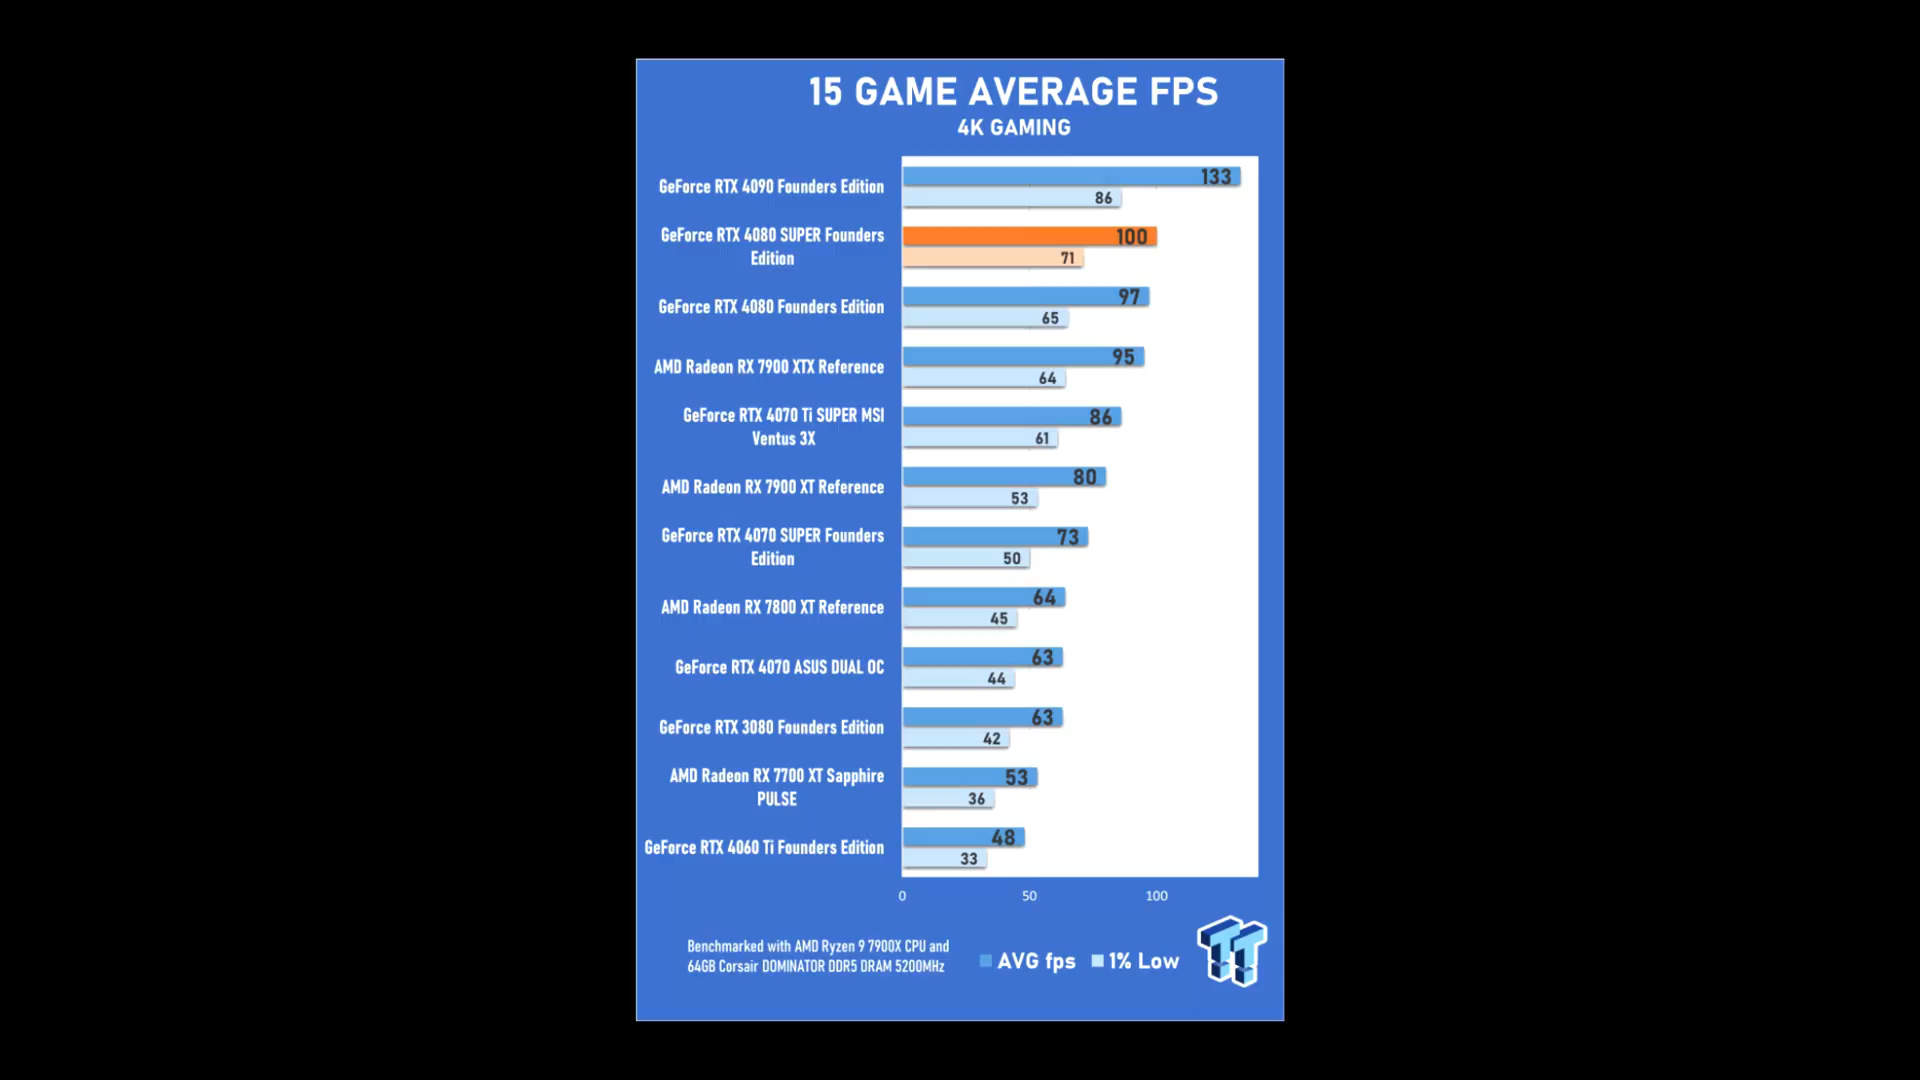 15 GAME AVERAGE FPS
4K GAMING
GeForce RTX 4090 Founders Edition
133
86
GeForce RTX 4080 SUPER Founders
Edition
100
71
GeForce RTX 4080 Founders Edition
97
65
AMD Radeon RX 7900 XTX Reference
95
64
GeForce RTX 4070 Ti SUPER MSI
Ventus 3X
86
61
AMD Radeon RX 7900 XT Reference
80
53
GeForce RTX 4070 SUPER Founders
Edition
73
50
AMD Radeon RX 7800 XT Reference
64
45
GeForce RTX 4070 ASUS DUAL OC
63
44
GeForce RTX 3080 Founders Edition
63
42
AMD Radeon RX 7700 XT Sapphire
PULSE
53
36
GeForce RTX 4060 Ti Founders Edition
48
33
0 50 100
Benchmarked with AMD Ryzen 9 7900X CPU and
64GB Corsair DOMINATOR DDR5 DRAM 5200MHz
AVG fps 1% Low
TT